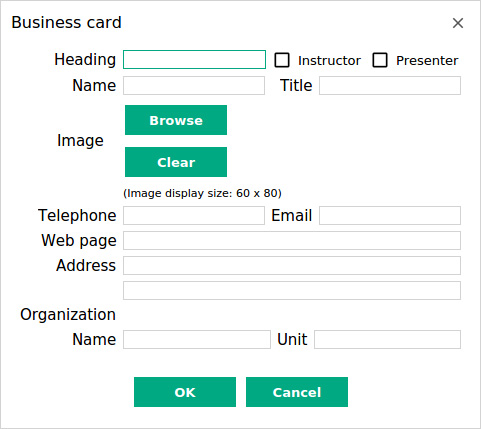 Business card
Heading Instructor Presenter
Name Title
Browse
Image
Clear
(Image display size: 60 x 80)
Telephone Email
Web page
Address
Organization
Name Unit
OK Cancel